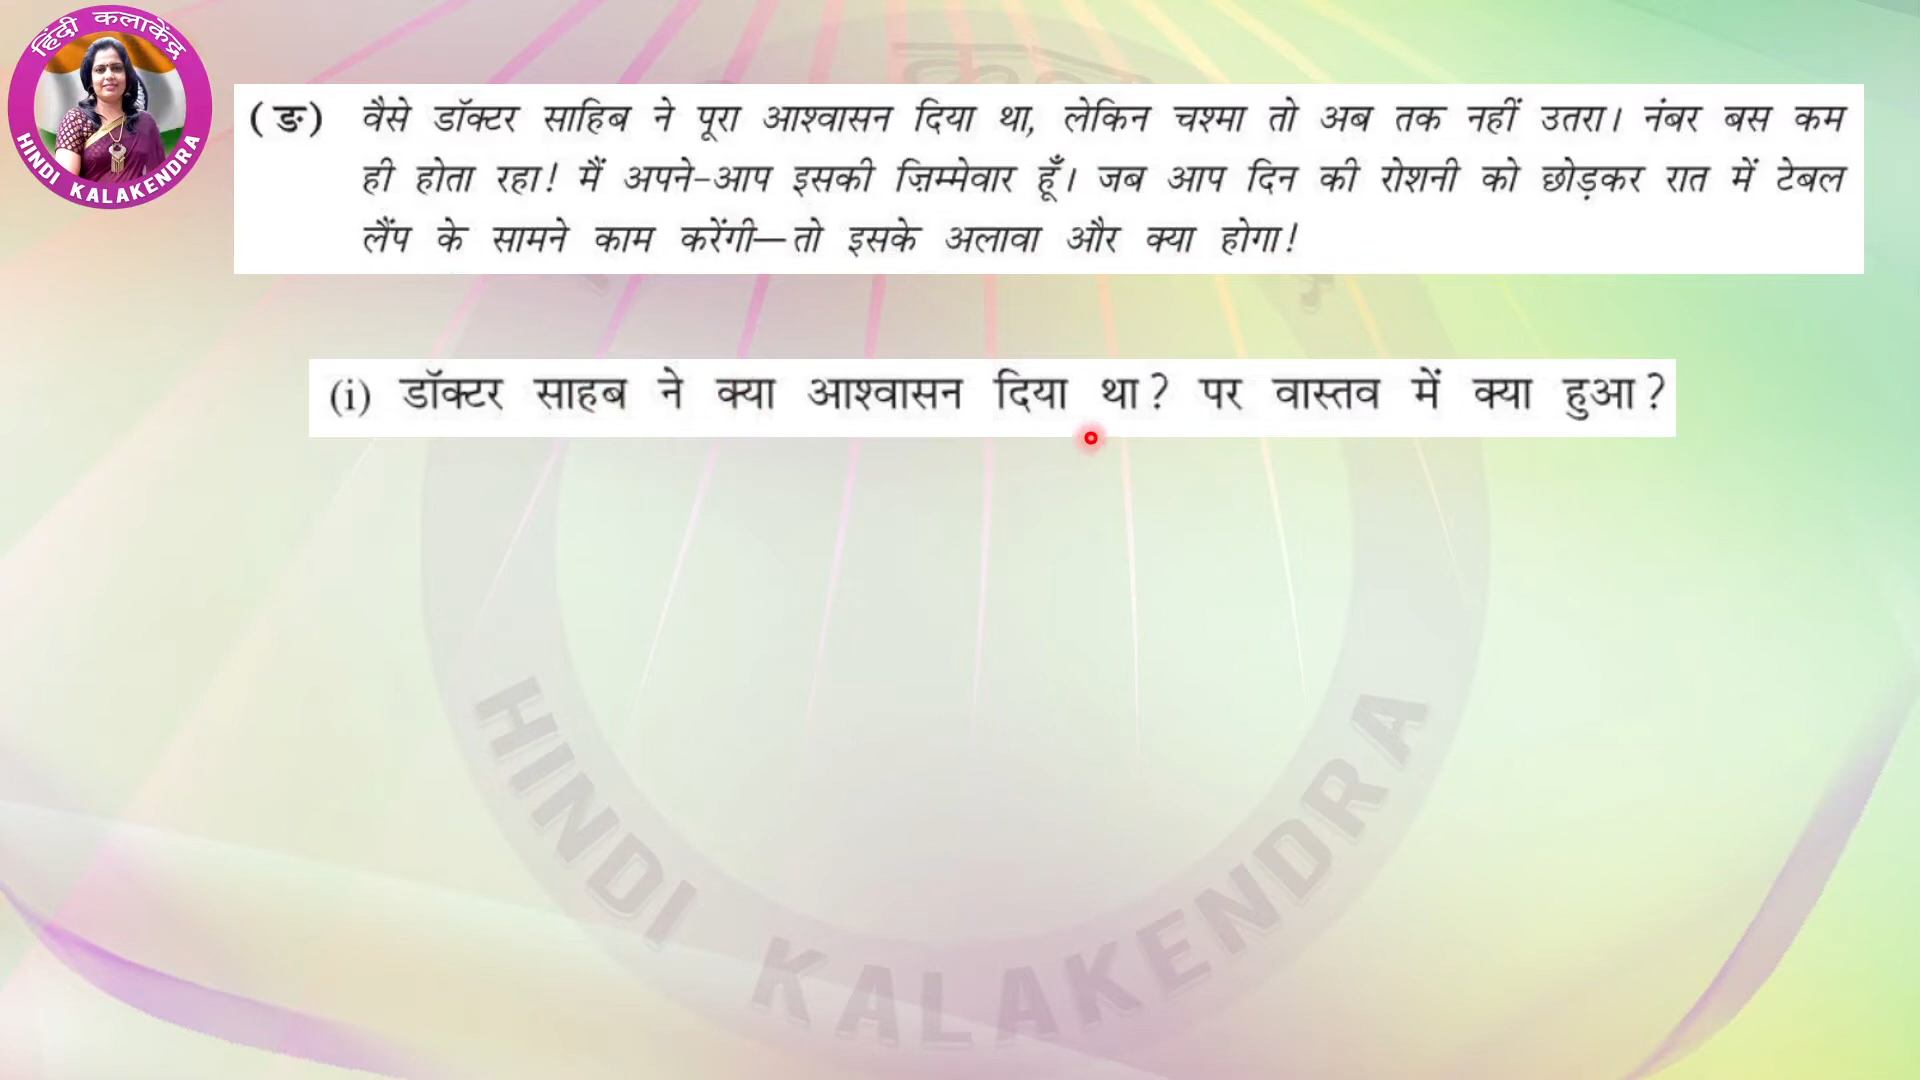 हिंदी कलाकेंद्र
HINDI KALAKENDRA
(ङ) वैसे डॉक्टर साहिब ने पूरा आश्वासन दिया था, लेकिन चश्मा तो अब तक नहीं उतरा। नंबर बस कम
ही होता रहा! मैं अपने-आप इसकी ज़िम्मेवार हूँ। जब आप दिन की रोशनी को छोड़कर रात में टेबल
लैंप के सामने काम करेंगी—तो इसके अलावा और क्या होगा!
(i) डॉक्टर साहब ने क्या आश्वासन दिया था? पर वास्तव में क्या हुआ?
HINDI KALAKENDRA